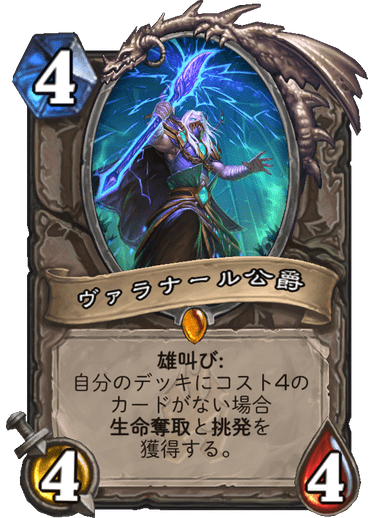 4
ヴァラナール公爵
雄叫び:
自分のデッキにコスト4の
カードがない場合
生命奪取と挑発を
獲得する。
4
4